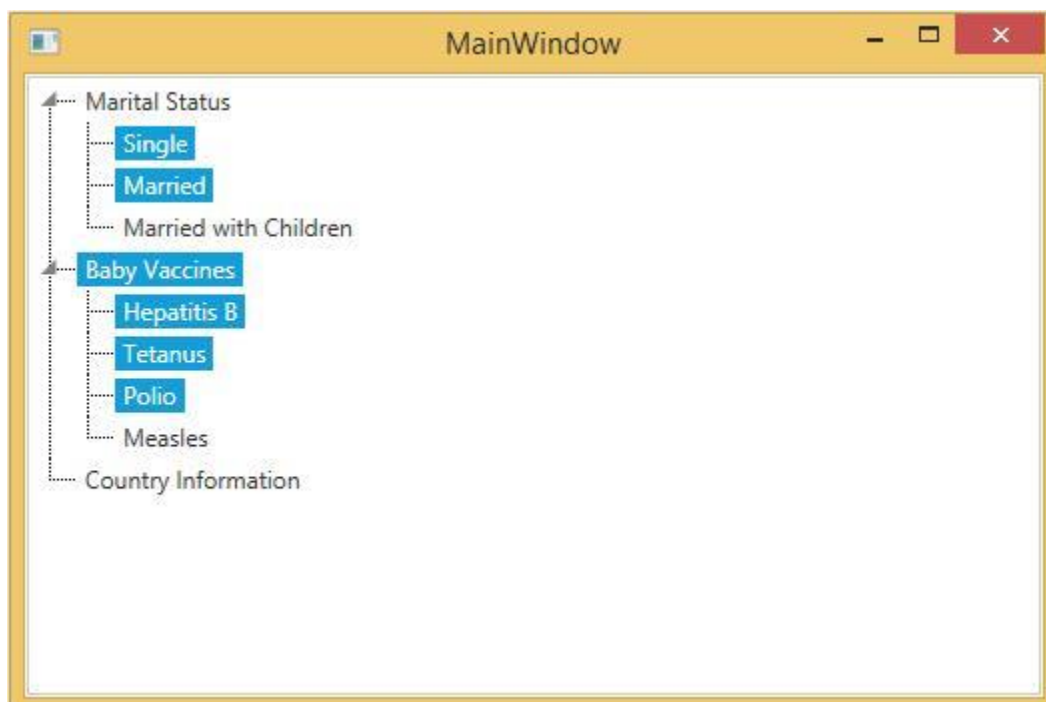 MainWindow
Marital Status
Single
Married
Married with Children
Baby Vaccines
Hepatitis B
Tetanus
Polio
Measles
Country Information